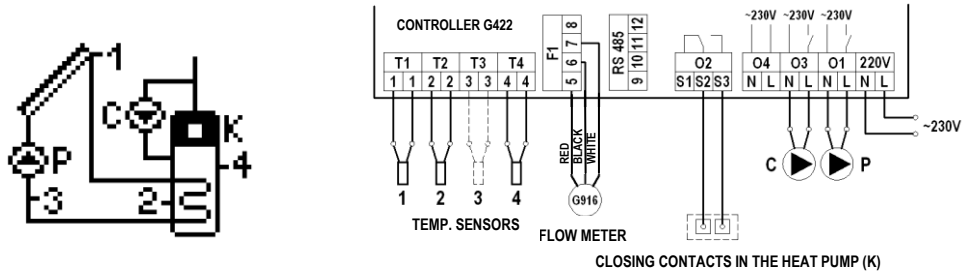 1
C
K
P
4
3
2
CONTROLLER G422
T1 T2 T3 T4
1 1 2 2 3 3 4 4
1 2 3 4
TEMP. SENSORS
F1
8
7
6
5
RED
BLACK
WHITE
G916
FLOW METER
RS 485
12
11
10
9
O2
S1 S2 S3
CLOSING CONTACTS IN THE HEAT PUMP (K)
~230V ~230V ~230V
O4 O3 O1 220V
N L N L N L N L
~230V
C P